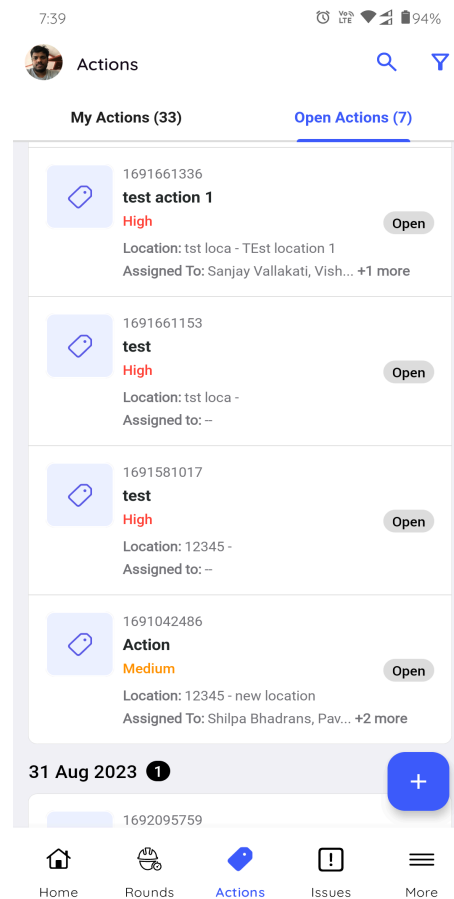 7:39
Vo LTE
94%
Actions
My Actions (33)
Open Actions (7)
1691661336
test action 1
High
Open
Location: tst loca - TEst location 1
Assigned To: Sanjay Vallakati, Vish... +1 more
1691661153
test
High
Open
Location: tst loca -
Assigned to: --
1691581017
test
High
Open
Location: 12345 -
Assigned to: --
1691042486
Action
Medium
Open
Location: 12345 - new location
Assigned To: Shilpa Bhadrans, Pav... +2 more
31 Aug 2023 1
+
1692095759
Home
Rounds
Actions
Issues
More